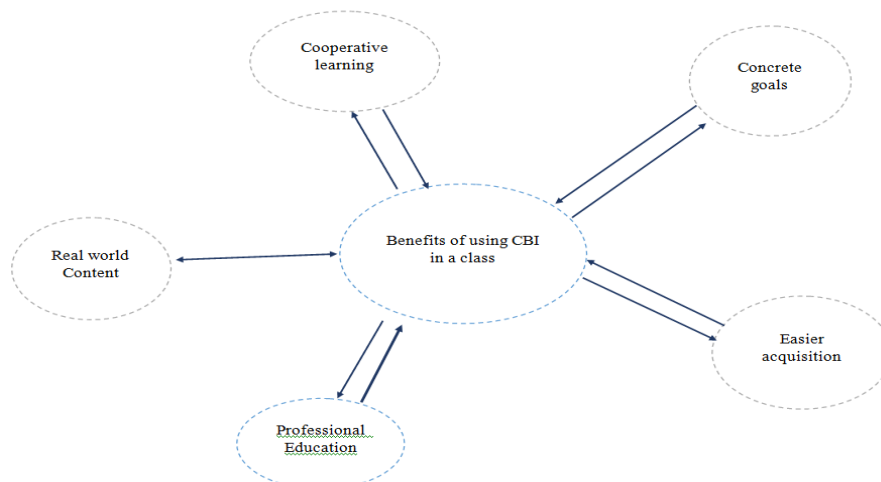 Cooperative
learning
Concrete
goals
Benefits of using CBI
in a class
Real world
Content
Easier
acquisition
Professional
Education